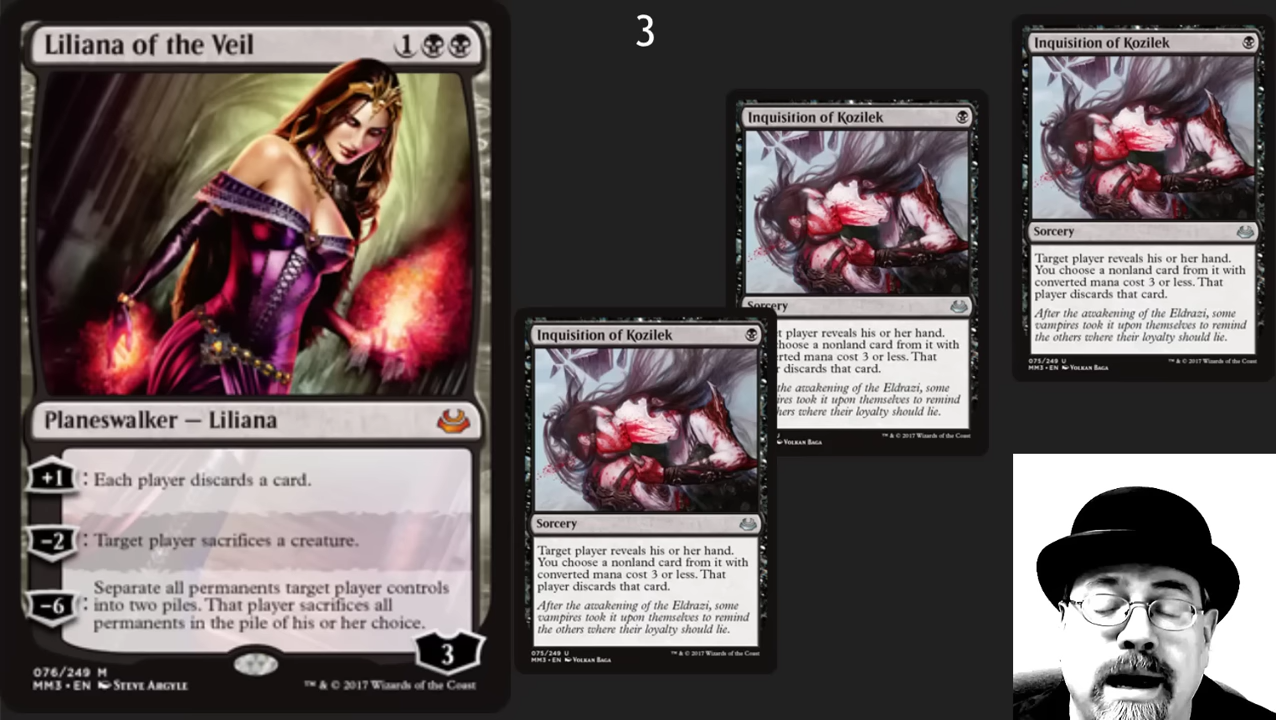 Liliana of the Veil
1
Planeswalker — Liliana
+1 : Each player discards a card.
-2 : Target player sacrifices a creature.
Separate all permanents target player controls
-6 : into two piles. That player sacrifices all
permanents in the pile of his or her choice.
3
076/249 M
MM3 • EN STEVE ARGYLE
™ & © 2017 Wizards of the Coast
3
Inquisition of Kozilek
Sorcery
Target player reveals his or her hand.
You choose a nonland card from it with
converted mana cost 3 or less. That
player discards that card.
After the awakening of the Eldrazi, some
vampires took it upon themselves to remind
the others where their loyalty should lie.
075/249 U
MM3 • EN VOLKAN BAGA
™ & © 2017 Wizards of the Coast
Inquisition of Kozilek
Sorcery
player reveals his or her hand.
hoose a nonland card from it with
rted mana cost 3 or less. That
discards that card.
the awakening of the Eldrazi, some
ires took it upon themselves to remind
hers where their loyalty should lie.
VOLKAN BAGA
™ & © 2017 Wizards of the Coast
Inquisition of Kozilek
Sorcery
Target player reveals his or her hand.
You choose a nonland card from it with
converted mana cost 3 or less. That
player discards that card.
After the awakening of the Eldrazi, some
vampires took it upon themselves to remind
the others where their loyalty should lie.
075/249 U
MM3 • EN VOLKAN BAGA
™ & © 2017 Wizards of the Coast